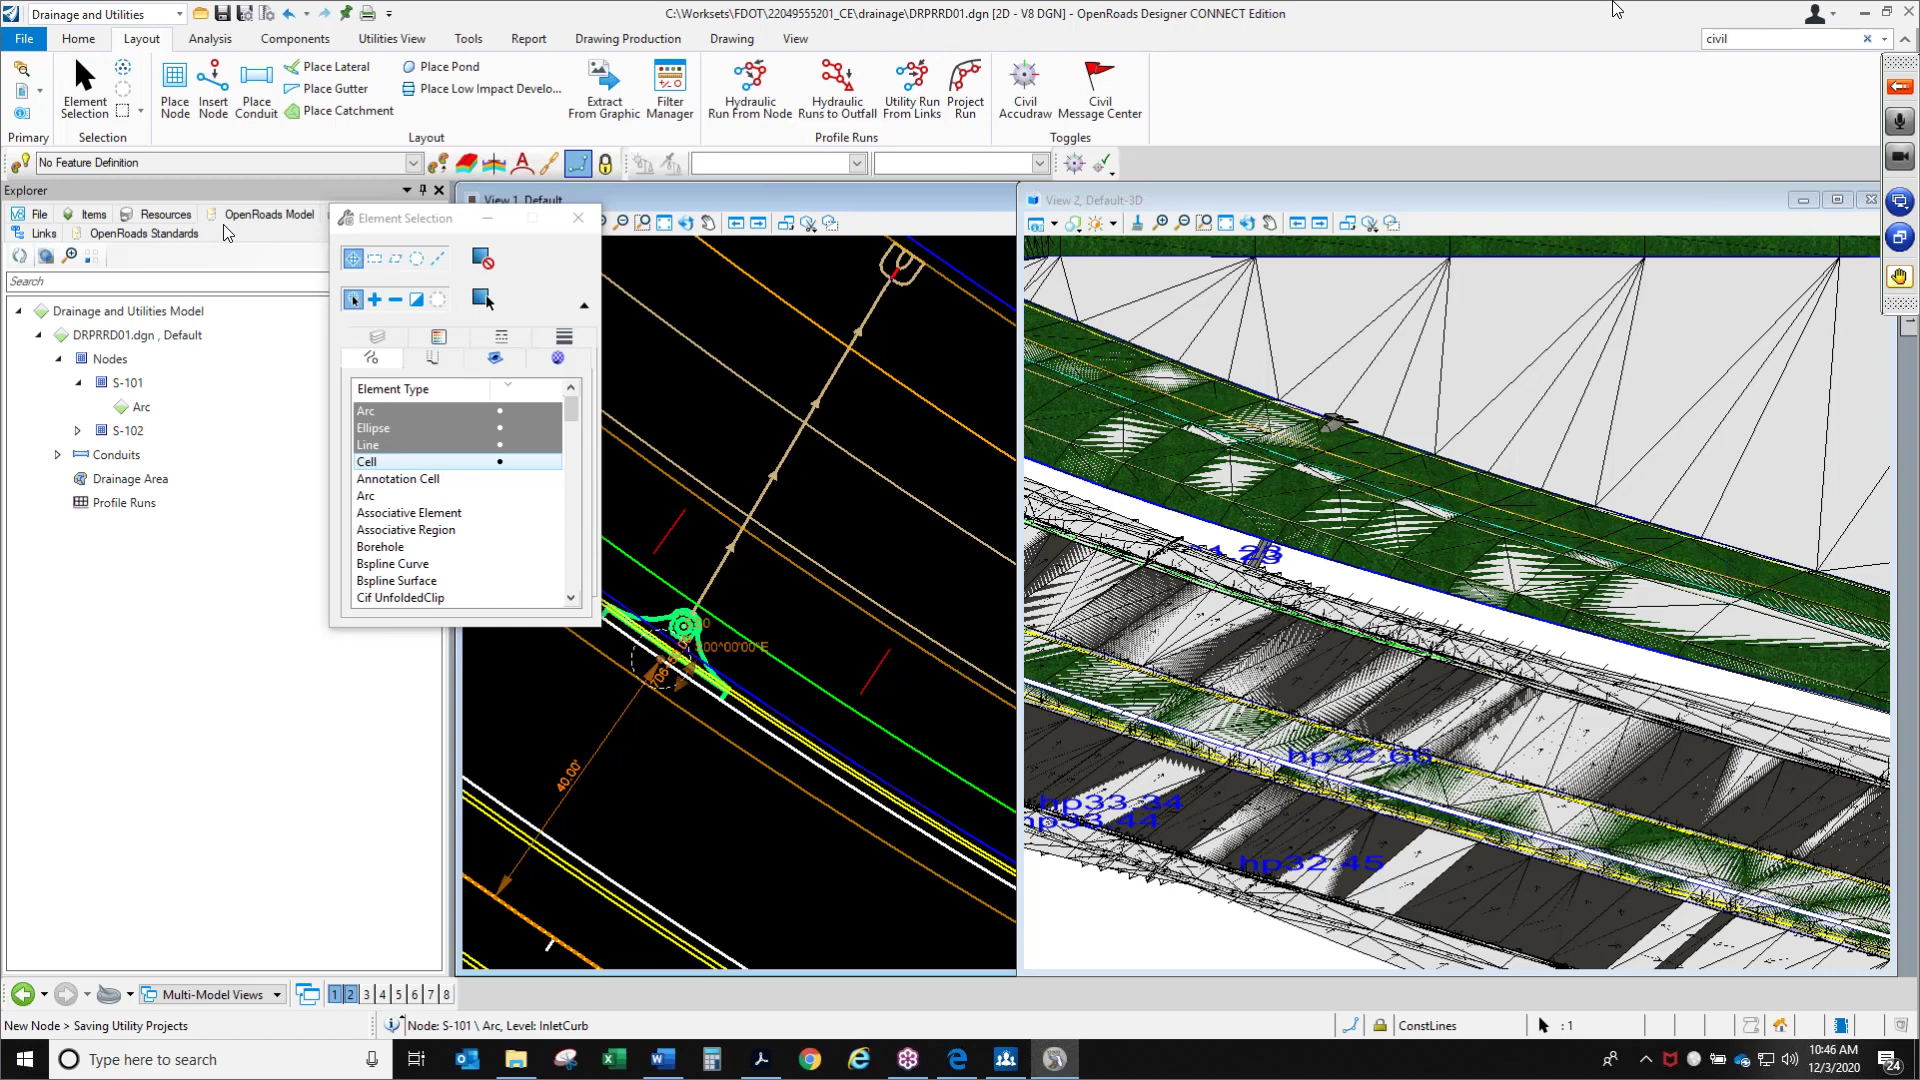 Drainage and Utilities
C:\Worksets\FDOT\22049555201_CE\drainage\DRPRRD01.dgn [2D - V8 DGN] - OpenRoads Designer CONNECT Edition
File
Home
Layout
Analysis
Components
Utilities View
Tools
Report
Drawing Production
Drawing
View
civil
Element
Selection
Place
Node
Insert
Node
Place
Conduit
Place Lateral
Place Gutter
Place Catchment
Place Pond
Place Low Impact Develo...
Extract
From Graphic
Filter
Manager
Hydraulic
Run From Node
Hydraulic
Runs to Outfall
Utility Run
From Links
Project
Run
Civil
Accudraw
Civil
Message Center
Primary
Selection
Layout
Profile Runs
Toggles
No Feature Definition
Explorer
File
Items
Resources
OpenRoads Model
Links
OpenRoads Standards
Search
Drainage and Utilities Model
DRPRRD01.dgn , Default
Nodes
S-101
Arc
S-102
Conduits
Drainage Area
Profile Runs
View 1, Default
Element Selection
Element Type
Arc
Ellipse
Line
Cell
Annotation Cell
Arc
Associative Element
Associative Region
Borehole
Bspline Curve
Bspline Surface
Cif UnfoldedClip
40.00'
View 2, Default-3D
hp32.66
hp33.34
hp33.44
hp32.45
Multi-Model Views
1 2 3 4 5 6 7 8
New Node > Saving Utility Projects
Node: S-101 \ Arc, Level: InletCurb
ConstLines
: 1
Type here to search
10:46 AM
12/3/2020
24